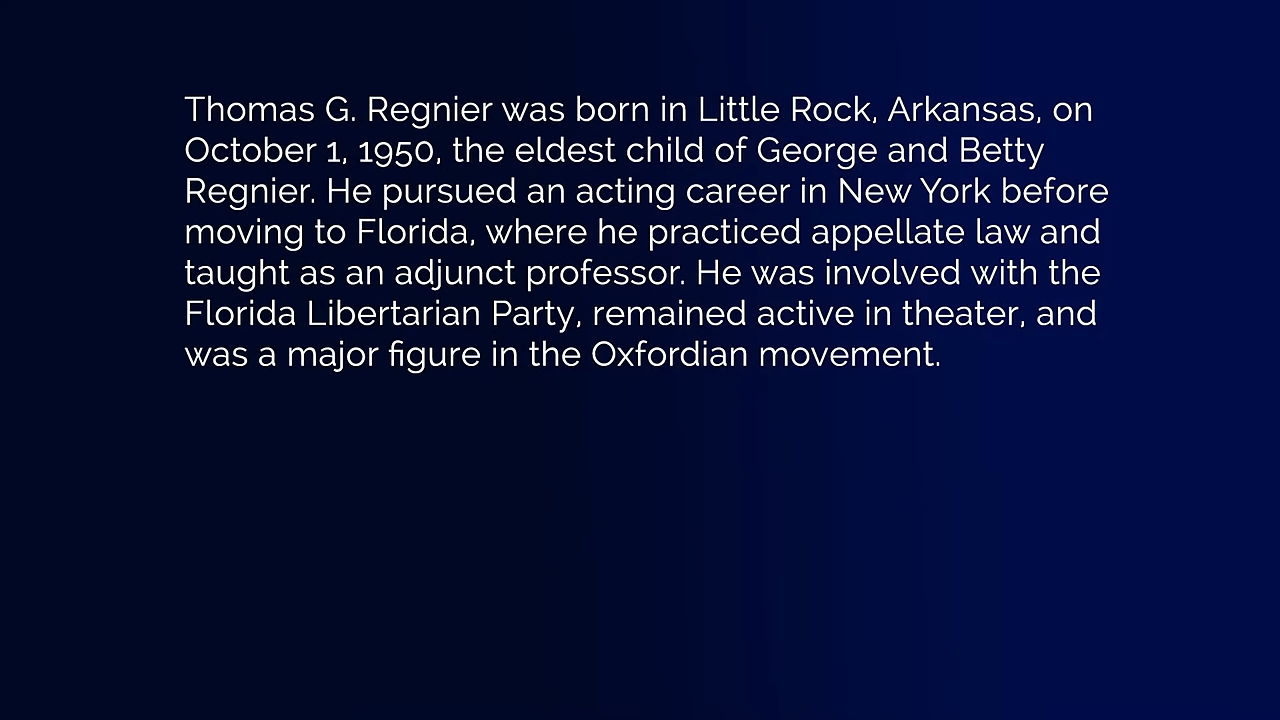 Thomas G. Regnier was born in Little Rock, Arkansas, on
October 1, 1950, the eldest child of George and Betty
Regnier. He pursued an acting career in New York before
moving to Florida, where he practiced appellate law and
taught as an adjunct professor. He was involved with the
Florida Libertarian Party, remained active in theater, and
was a major figure in the Oxfordian movement.